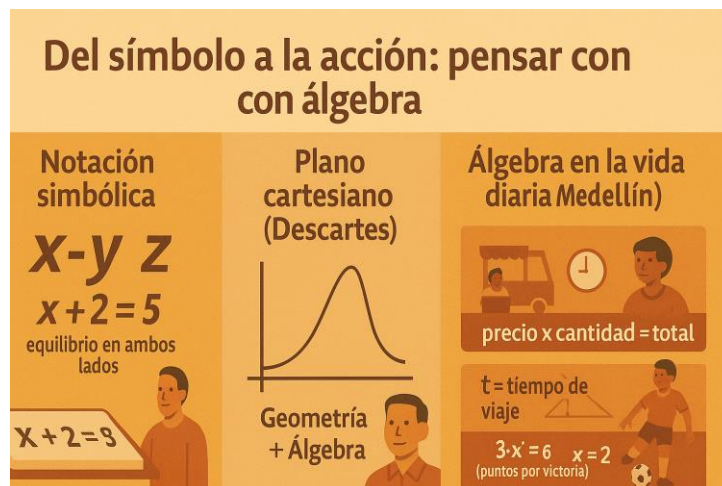 Del símbolo a la acción: pensar con
con álgebra
Notación
simbólica
x-y z
x+2=5
equilibrio en ambos
lados
X+2=9
Plano
cartesiano
(Descartes)
Geometría
+ Álgebra
Álgebra en la vida
diaria Medellín)
precio x cantidad = total
t = tiempo de
viaje
3·x·=6 x=2
(puntos por victoria)